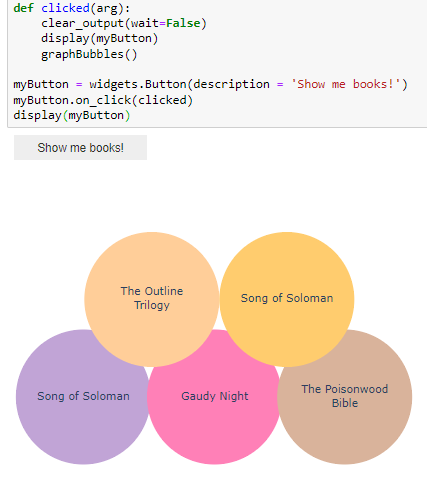 def clicked(arg):
    clear_output(wait=False)
    display(myButton)
    graphBubbles()
myButton = widgets.Button(description = 'Show me books!')
myButton.on_click(clicked)
display(myButton)
Show me books!
The Outline
Trilogy
Song of Soloman
Song of Soloman
Gaudy Night
The Poisonwood
Bible